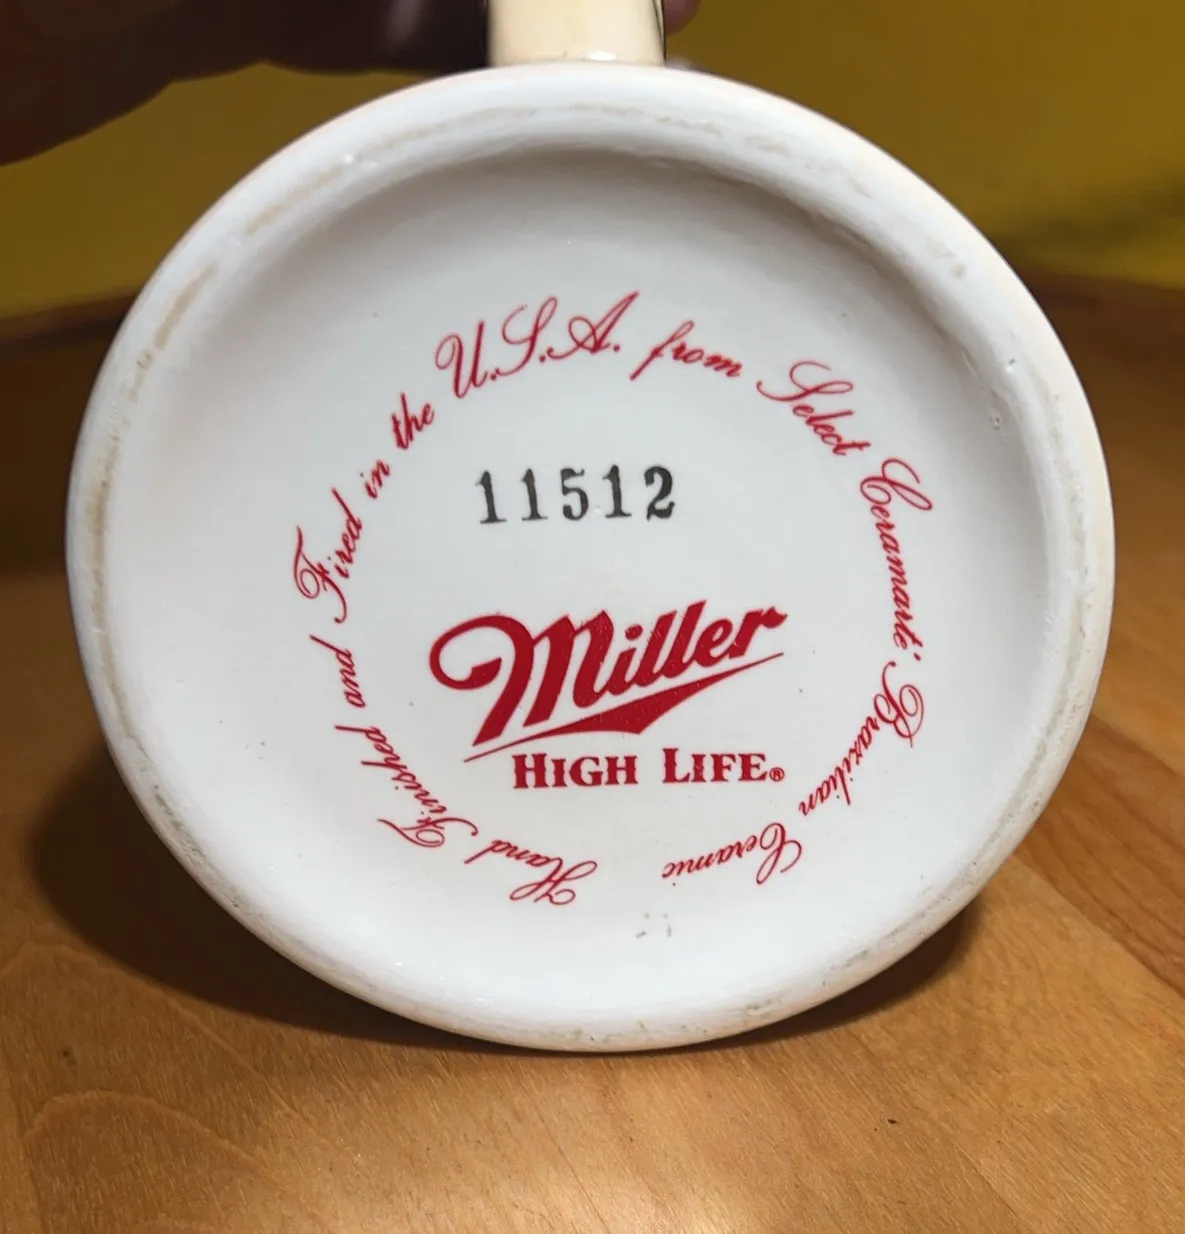 Hand Finished and Fired in the U.S.A. from Select Ceramarte' Brazilian Ceramic
11512
Miller
HIGH LIFE®